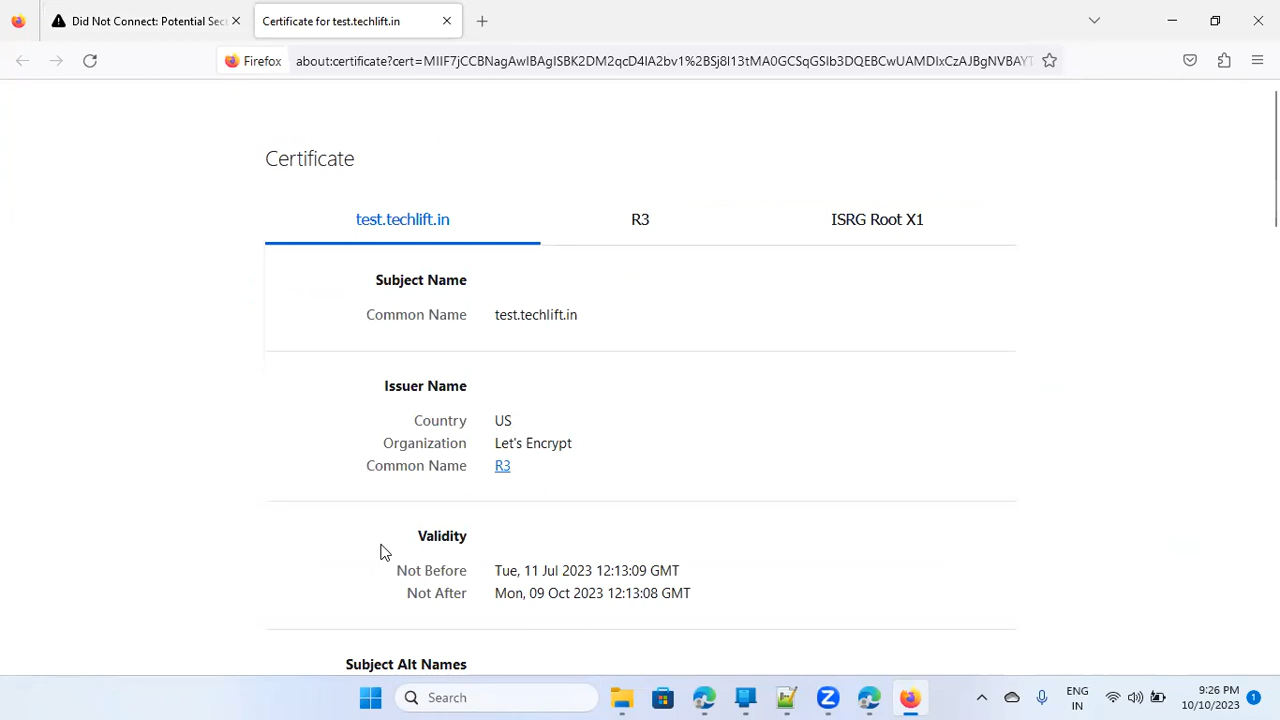 Did Not Connect: Potential Sec
Certificate for test.techlift.in
Firefox
about:certificate?cert=MIIF7jCCBNagAwIBAgISBK2DM2qcD4IA2bv1%2BSj8I13tMA0GCSqGSIb3DQEBCwUAMDIxCzAJBgNVBAYT
Certificate
test.techlift.in
R3
ISRG Root X1
Subject Name
Common Name test.techlift.in
Issuer Name
Country US
Organization Let's Encrypt
Common Name R3
Validity
Not Before Tue, 11 Jul 2023 12:13:09 GMT
Not After Mon, 09 Oct 2023 12:13:08 GMT
Subject Alt Names
Search
ENG
IN
9:26 PM
10/10/2023
1